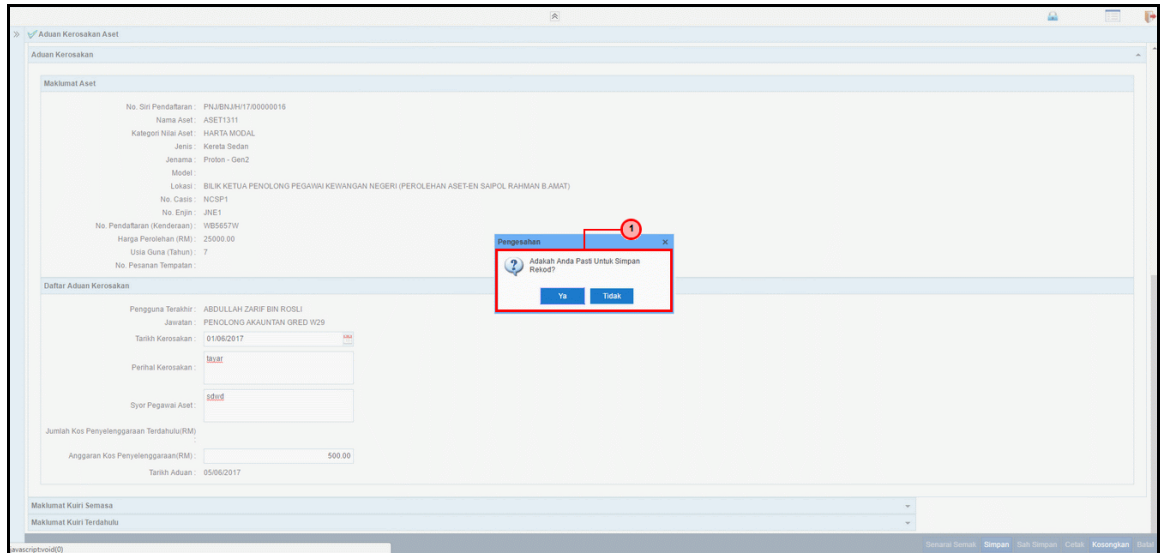 Aduan Kerosakan Aset
Aduan Kerosakan
Maklumat Aset
No. Siri Pendaftaran : PNJ/BNJ/H/17/00000016
Nama Aset : ASET1311
Kategori Nilai Aset : HARTA MODAL
Jenis : Kereta Sedan
Jenama : Proton - Gen2
Model :
Lokasi : BILIK KETUA PENOLONG PEGAWAI KEWANGAN NEGERI (PEROLEHAN ASET-EN SAIPOL RAHMAN B.AMAT)
No. Casis : NCSP1
No. Enjin : JNE1
No. Pendaftaran (Kenderaan) : WB5657W
Harga Perolehan (RM) : 25000.00
Usia Guna (Tahun) : 7
No. Pesanan Tempatan :
1
Pengesahan
Adakah Anda Pasti Untuk Simpan
Rekod?
Ya Tidak
Daftar Aduan Kerosakan
Pengguna Terakhir : ABDULLAH ZARIF BIN ROSLI
Jawatan : PENOLONG AKAUNTAN GRED W29
Tarikh Kerosakan : 01/06/2017
Perihal Kerosakan : tayar
Syor Pegawai Aset : sdwd
Jumlah Kos Penyelenggaraan Terdahulu(RM)
:
Anggaran Kos Penyelenggaraan(RM) : 500.00
Tarikh Aduan : 05/06/2017
Maklumat Kuiri Semasa
Maklumat Kuiri Terdahulu
javascript:void(0) Senarai Semak Simpan Sah Simpan Cetak Kosongkan Batal